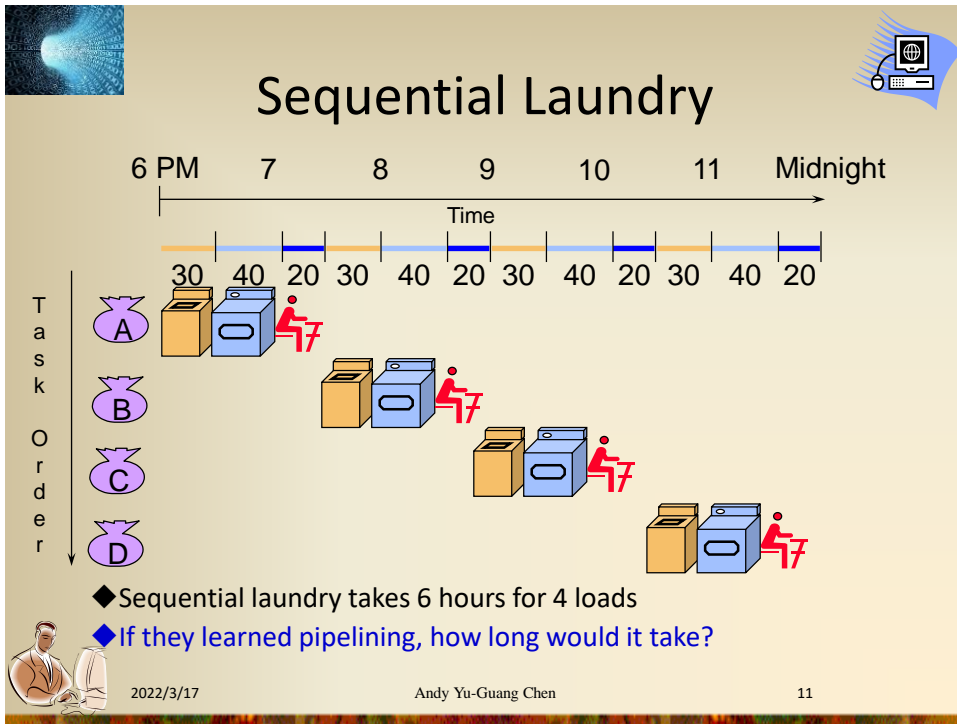 Sequential Laundry
6 PM 7 8 9 10 11 Midnight
Time
30 40 20 30 40 20 30 40 20 30 40 20
Task Order
A
B
C
D
◆Sequential laundry takes 6 hours for 4 loads
◆If they learned pipelining, how long would it take?
2022/3/17 Andy Yu-Guang Chen 11